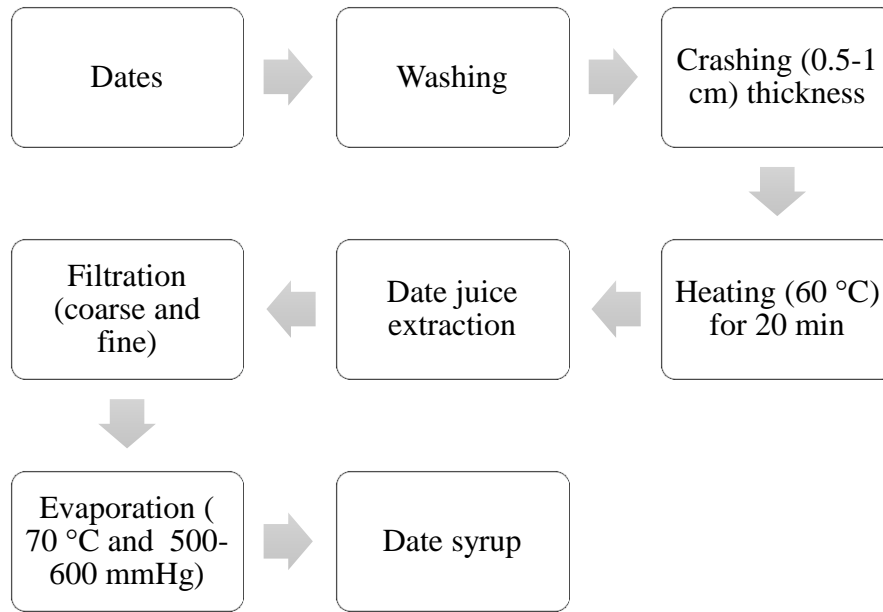 Dates
Washing
Crashing (0.5-1
cm) thickness
Heating (60 °C)
for 20 min
Date juice
extraction
Filtration
(coarse and
fine)
Evaporation (
70 °C and  500-
600 mmHg)
Date syrup